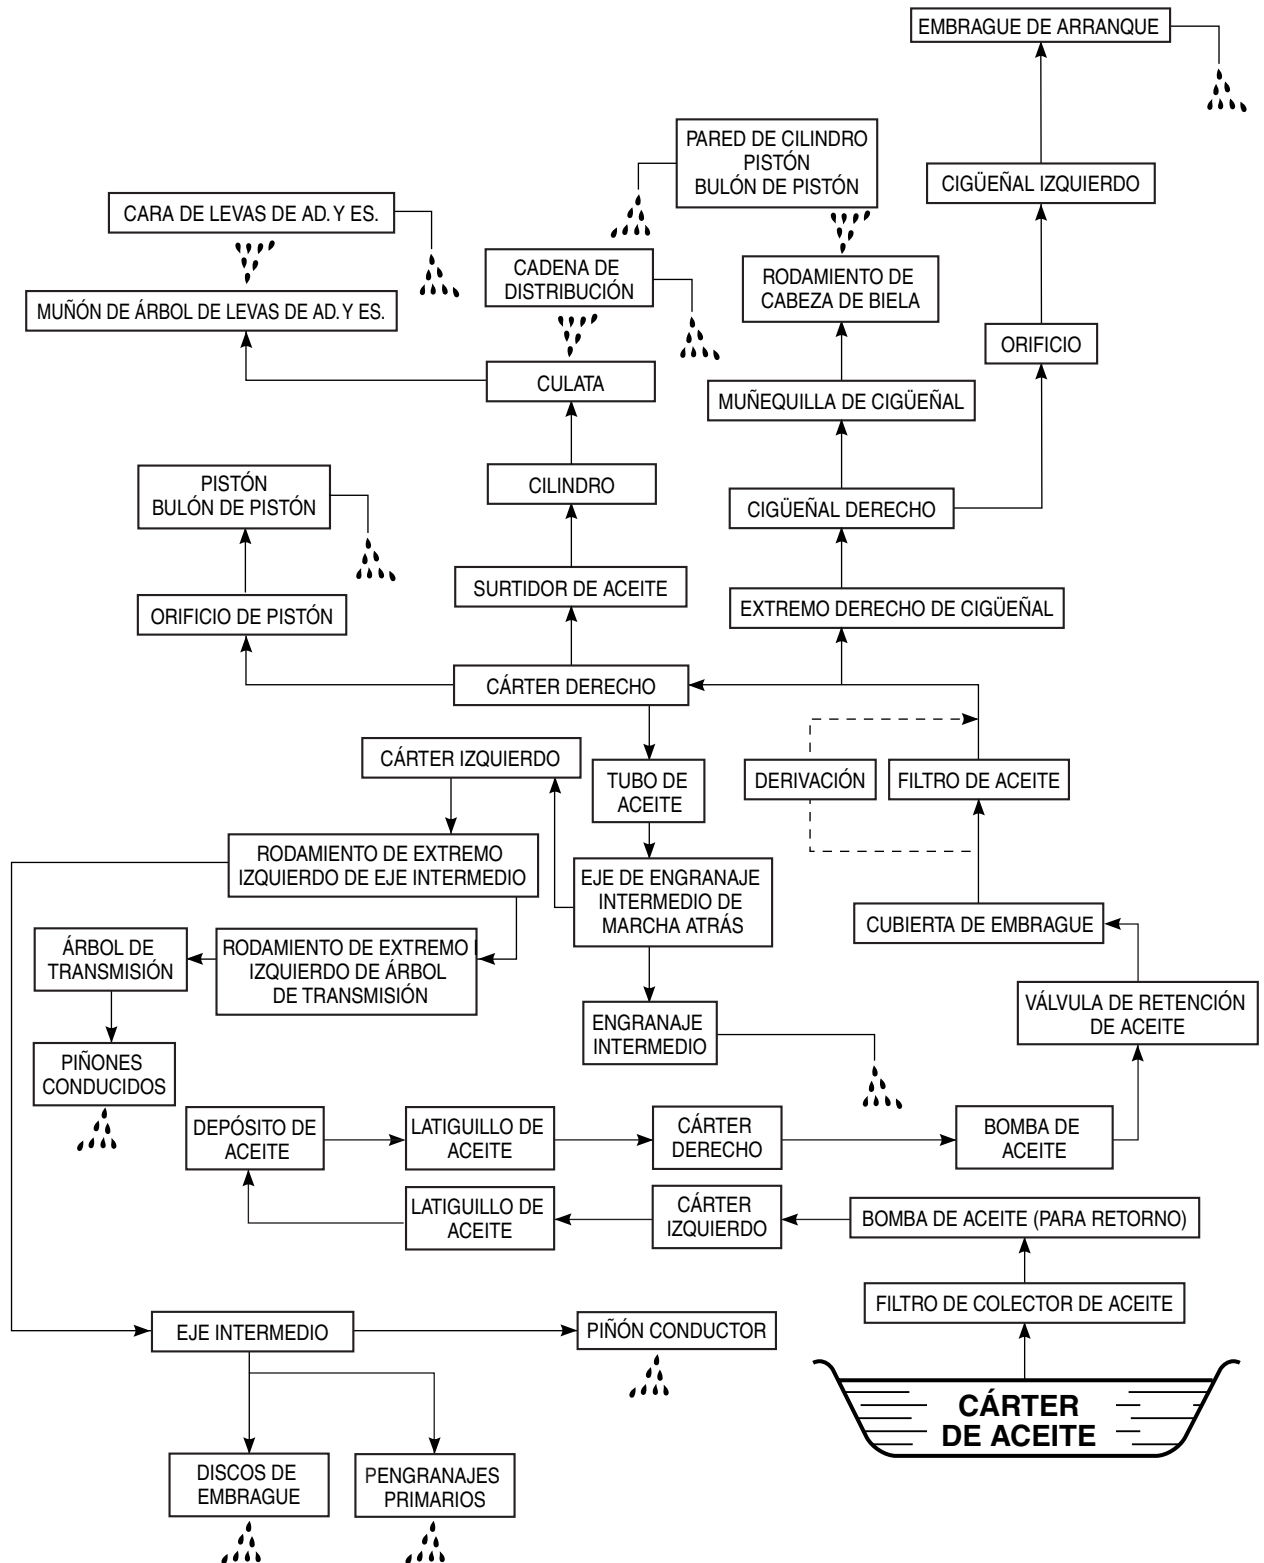 EMBRAGUE DE ARRANQUE
PARED DE CILINDRO
PISTÓN
BULÓN DE PISTÓN
CIGÜEÑAL IZQUIERDO
CARA DE LEVAS DE AD. Y ES.
CADENA DE
DISTRIBUCIÓN
RODAMIENTO DE
CABEZA DE BIELA
MUÑÓN DE ÁRBOL DE LEVAS DE AD. Y ES.
ORIFICIO
CULATA
MUÑEQUILLA DE CIGÜEÑAL
PISTÓN
BULÓN DE PISTÓN
CILINDRO
CIGÜEÑAL DERECHO
SURTIDOR DE ACEITE
EXTREMO DERECHO DE CIGÜEÑAL
ORIFICIO DE PISTÓN
CÁRTER DERECHO
CÁRTER IZQUIERDO
TUBO DE
ACEITE
DERIVACIÓN
FILTRO DE ACEITE
RODAMIENTO DE EXTREMO
IZQUIERDO DE EJE INTERMEDIO
EJE DE ENGRANAJE
INTERMEDIO DE
MARCHA ATRÁS
CUBIERTA DE EMBRAGUE
ÁRBOL DE
TRANSMISIÓN
RODAMIENTO DE EXTREMO
IZQUIERDO DE ÁRBOL
DE TRANSMISIÓN
VÁLVULA DE RETENCIÓN
DE ACEITE
ENGRANAJE
INTERMEDIO
PIÑONES
CONDUCIDOS
DEPÓSITO DE
ACEITE
LATIGUILLO DE
ACEITE
CÁRTER
DERECHO
BOMBA DE
ACEITE
LATIGUILLO DE
ACEITE
CÁRTER
IZQUIERDO
BOMBA DE ACEITE (PARA RETORNO)
FILTRO DE COLECTOR DE ACEITE
EJE INTERMEDIO
PIÑÓN CONDUCTOR
CÁRTER
DE ACEITE
DISCOS DE
EMBRAGUE
PENGRANAJES
PRIMARIOS